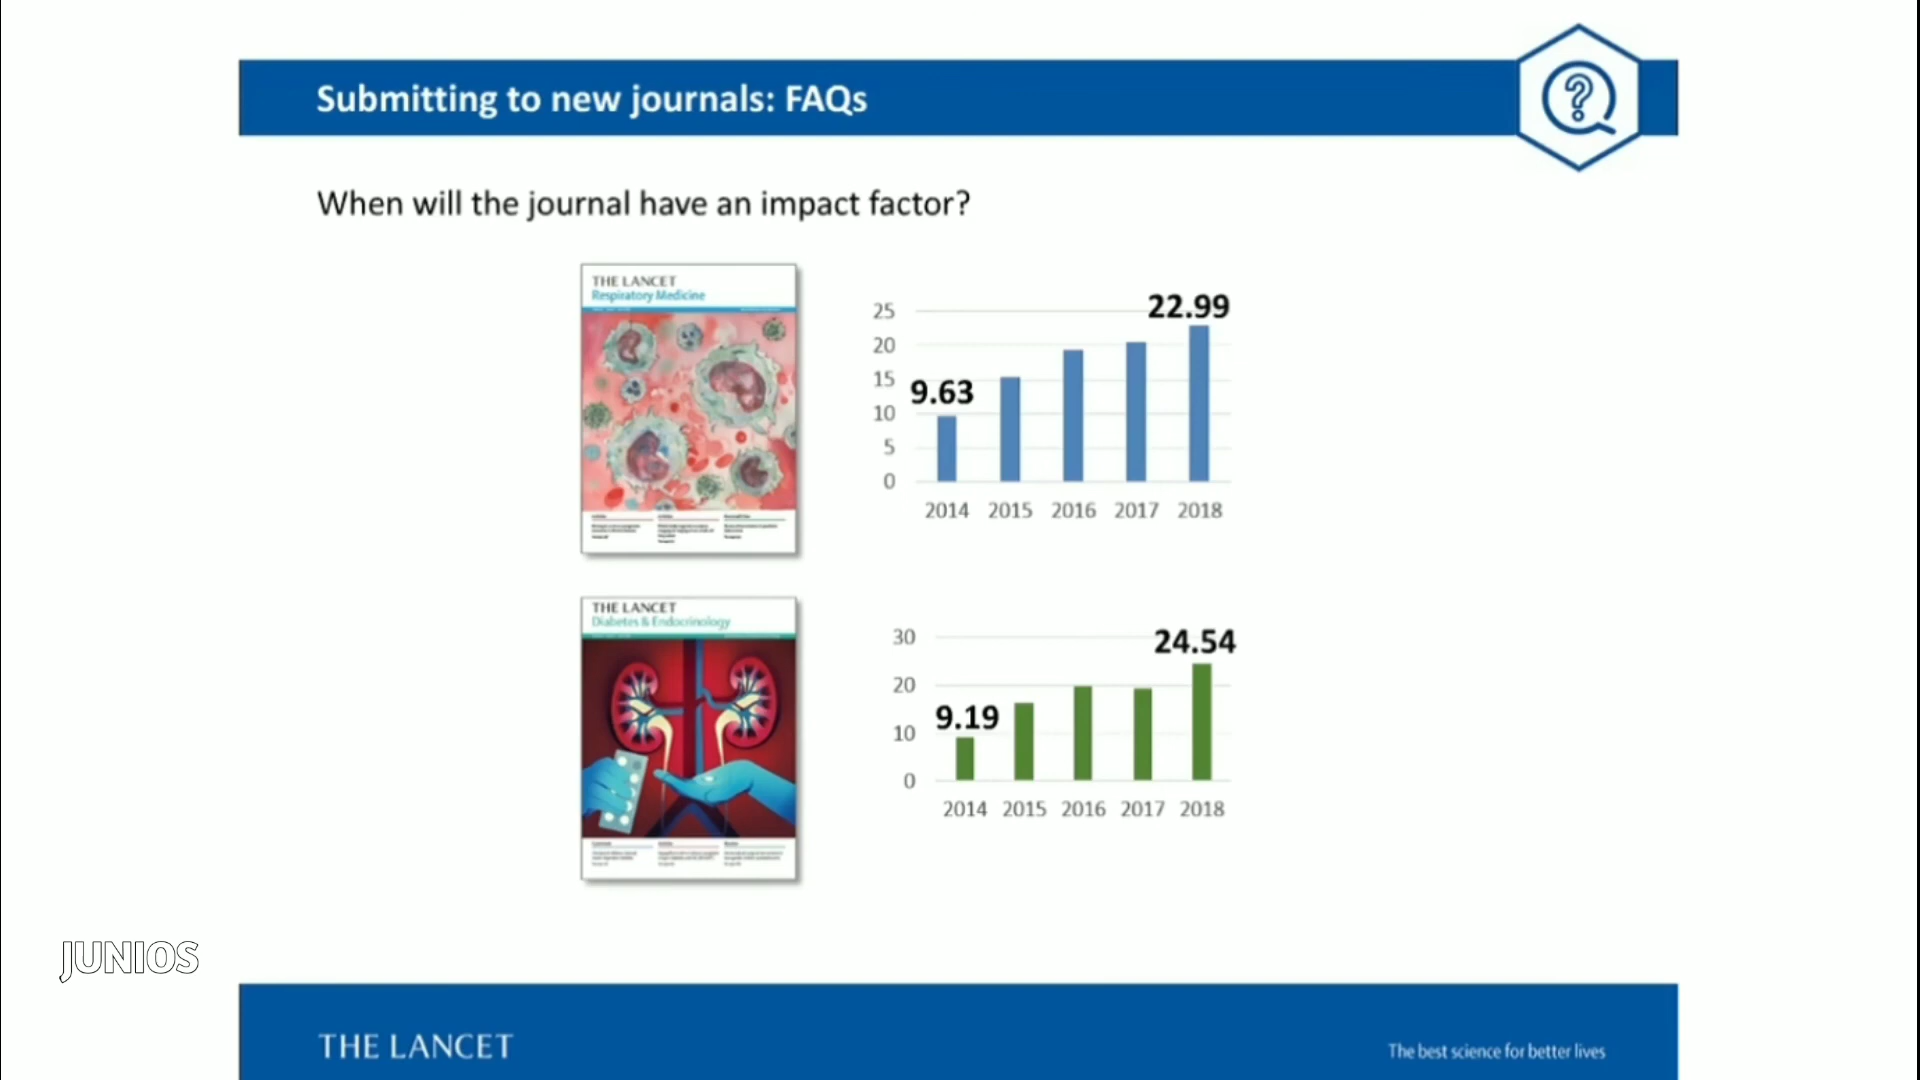 Submitting to new journals: FAQs
When will the journal have an impact factor?
THE LANCET
Respiratory Medicine
25
20
15
10
5
0
9.63
22.99
2014 2015 2016 2017 2018
THE LANCET
Diabetes & Endocrinology
30
20
10
0
9.19
24.54
2014 2015 2016 2017 2018
JUNIOS
THE LANCET
The best science for better lives